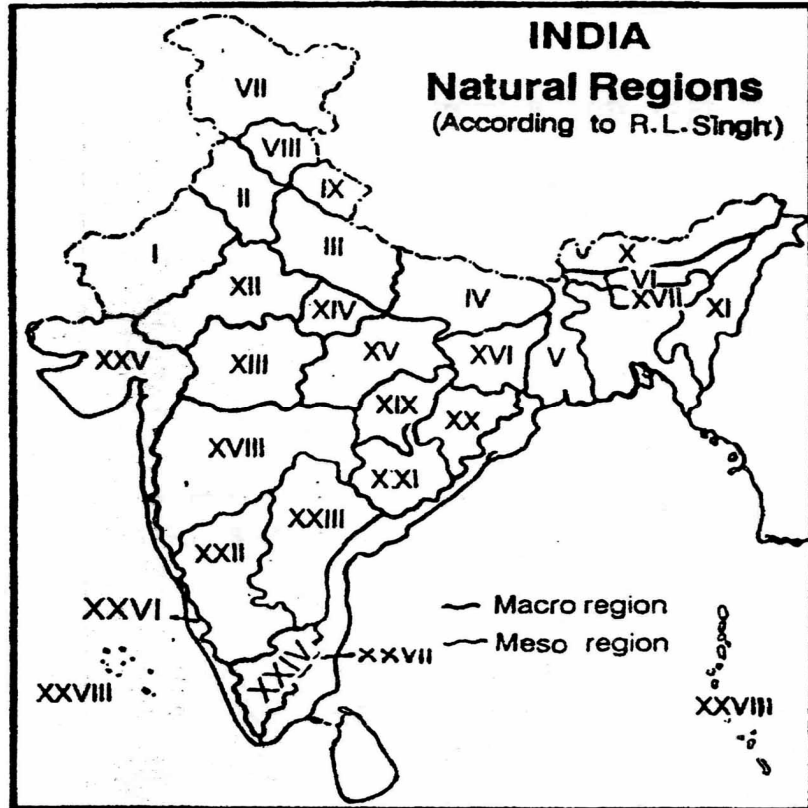 INDIA
Natural Regions
(According to R.L.Singh)
VII
VIII
IX
II
I
III
X
VI
XVII
XI
XII
XIV
IV
XXV
XIII
XV
XVI
V
XIX
XX
XVIII
XXI
XXIII
XXII
XXVI
Macro region
Meso region
XXIV
XXVII
XXVIII
XXVIII